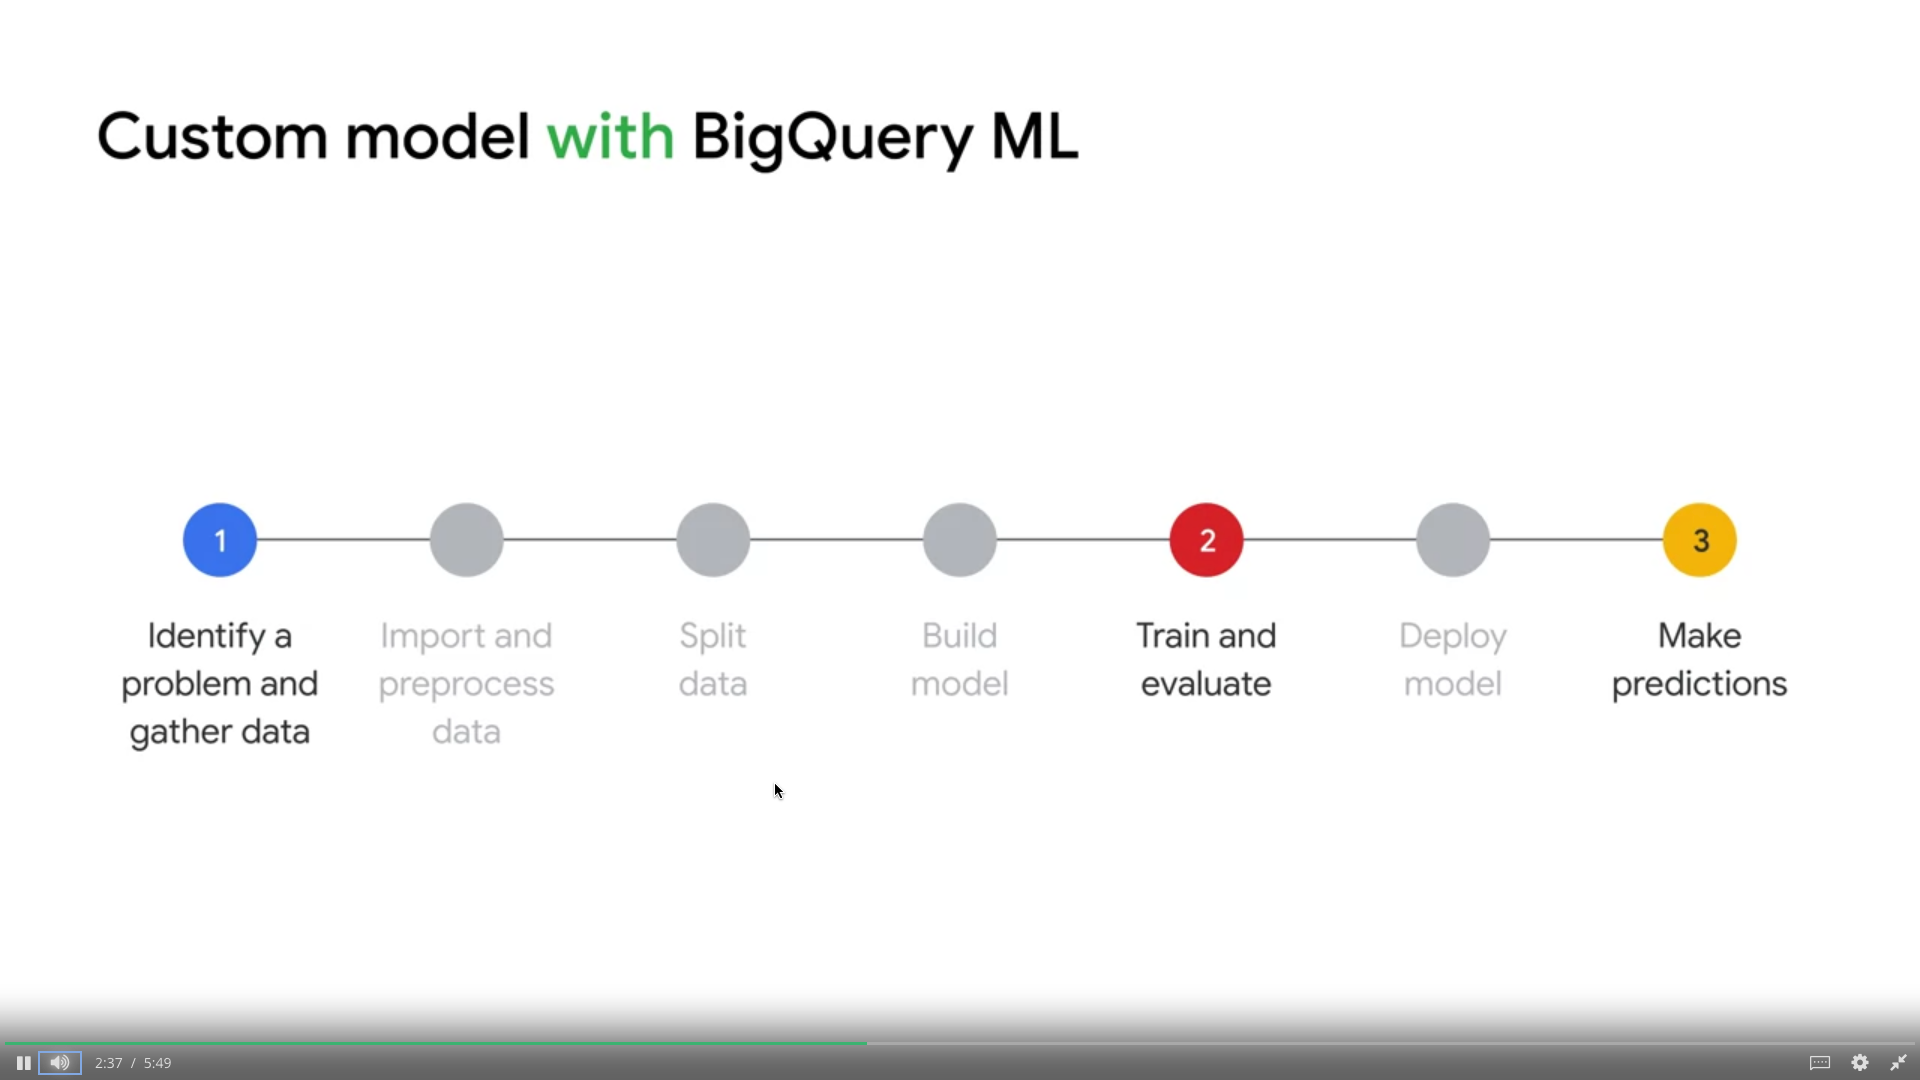 Custom model with BigQuery ML
1
2
3
Identify a
problem and
gather data
Import and
preprocess
data
Split
data
Build
model
Train and
evaluate
Deploy
model
Make
predictions
2:37 / 5:49